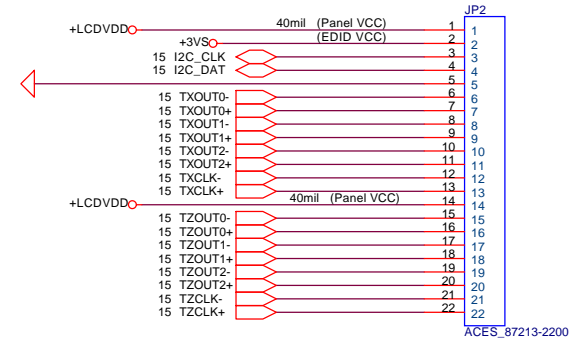 JP2
+LCDVDD 40mil (Panel VCC) 1 1
+3VS (EDID VCC) 2 2
15 I2C_CLK 3 3
15 I2C_DAT 4 4
5 5
15 TXOUT0- 6 6
15 TXOUT0+ 7 7
15 TXOUT1- 8 8
15 TXOUT1+ 9 9
15 TXOUT2- 10 10
15 TXOUT2+ 11 11
15 TXCLK- 12 12
15 TXCLK+ 13 13
+LCDVDD 40mil (Panel VCC) 14 14
15 TZOUT0- 15 15
15 TZOUT0+ 16 16
15 TZOUT1- 17 17
15 TZOUT1+ 18 18
15 TZOUT2- 19 19
15 TZOUT2+ 20 20
15 TZCLK- 21 21
15 TZCLK+ 22 22
ACES_87213-2200